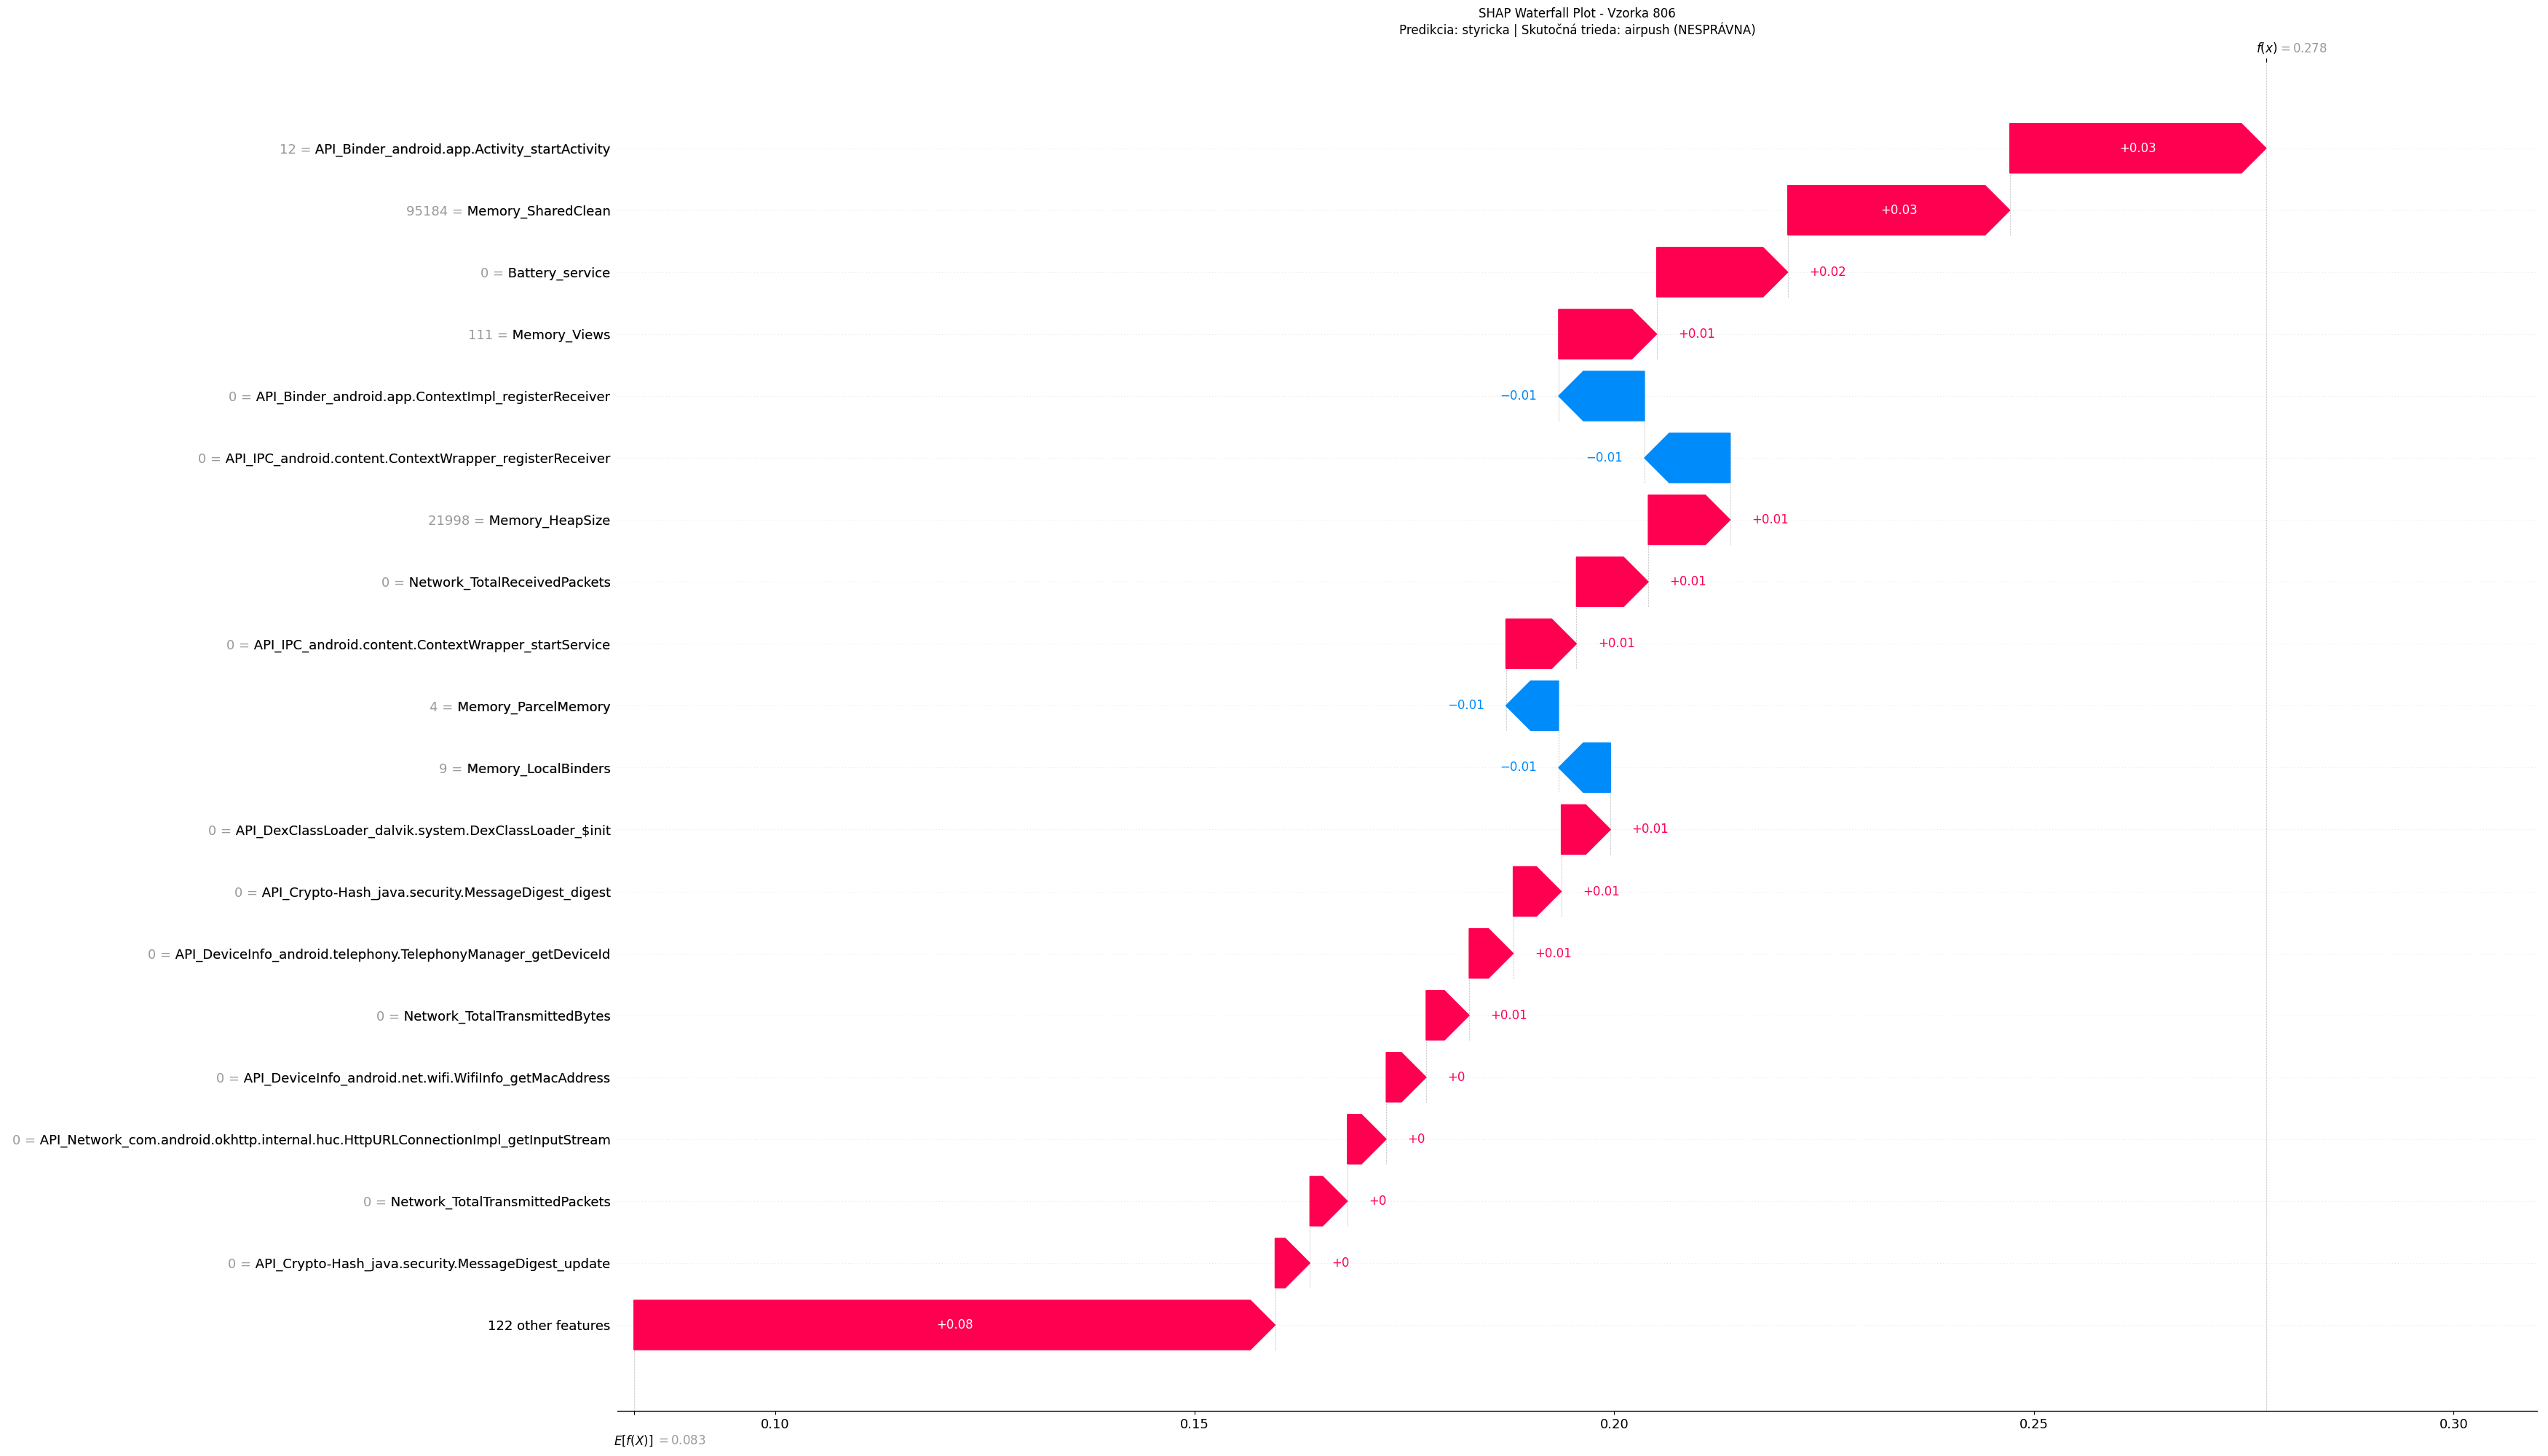 SHAP Waterfall Plot - Vzorka 806
Predikcia: styricka | Skutočná trieda: airpush (NESPRÁVNA)
f(x) = 0.278
12 = API_Binder_android.app.Activity_startActivity
+0.03
95184 = Memory_SharedClean
+0.03
0 = Battery_service
+0.02
111 = Memory_Views
+0.01
0 = API_Binder_android.app.ContextImpl_registerReceiver
−0.01
0 = API_IPC_android.content.ContextWrapper_registerReceiver
−0.01
21998 = Memory_HeapSize
+0.01
0 = Network_TotalReceivedPackets
+0.01
0 = API_IPC_android.content.ContextWrapper_startService
+0.01
4 = Memory_ParcelMemory
−0.01
9 = Memory_LocalBinders
−0.01
0 = API_DexClassLoader_dalvik.system.DexClassLoader_$init
+0.01
0 = API_Crypto-Hash_java.security.MessageDigest_digest
+0.01
0 = API_DeviceInfo_android.telephony.TelephonyManager_getDeviceId
+0.01
0 = Network_TotalTransmittedBytes
+0.01
0 = API_DeviceInfo_android.net.wifi.WifiInfo_getMacAddress
+0
0 = API_Network_com.android.okhttp.internal.huc.HttpURLConnectionImpl_getInputStream
+0
0 = Network_TotalTransmittedPackets
+0
0 = API_Crypto-Hash_java.security.MessageDigest_update
+0
122 other features
+0.08
0.10 0.15 0.20 0.25 0.30
E[f(X)] = 0.083